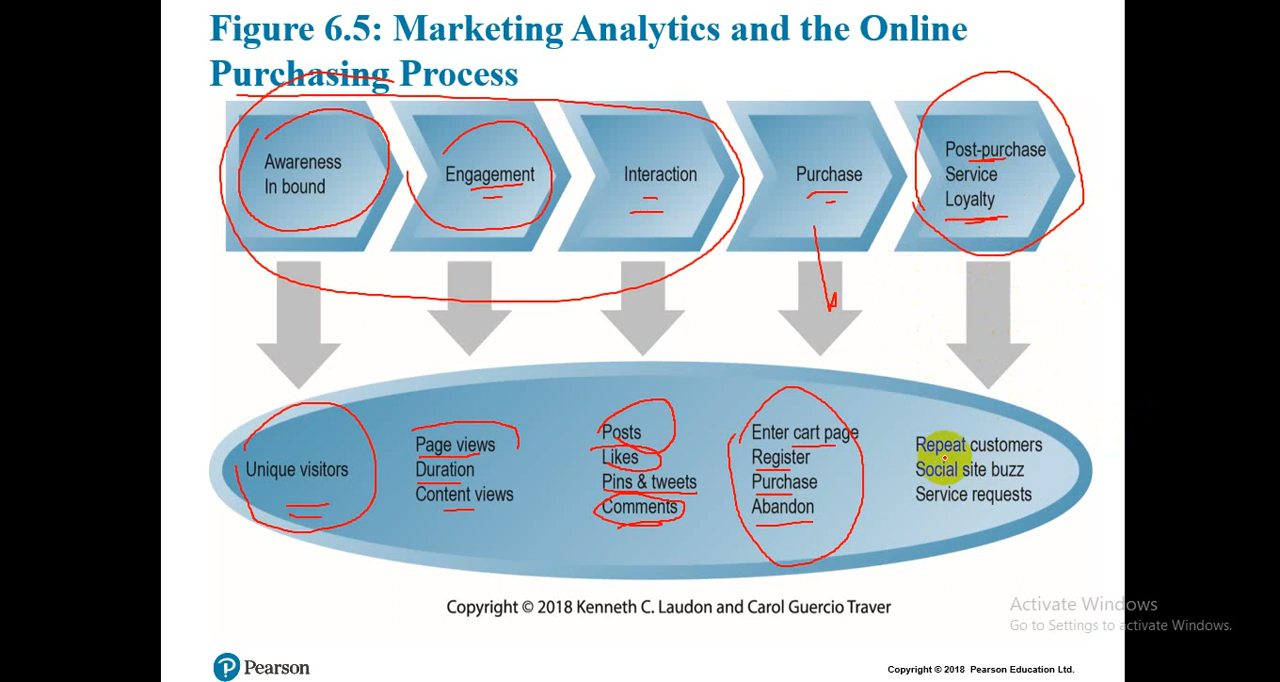 Figure 6.5: Marketing Analytics and the Online
Purchasing Process
Awareness
In bound
Engagement
Interaction
Purchase
Post-purchase
Service
Loyalty
Unique visitors
Page views
Duration
Content views
Posts
Likes
Pins & tweets
Comments
Enter cart page
Register
Purchase
Abandon
Repeat customers
Social site buzz
Service requests
Copyright © 2018 Kenneth C. Laudon and Carol Guercio Traver
Activate Windows
Go to Settings to activate Windows.
P Pearson
Copyright © 2018 Pearson Education Ltd.